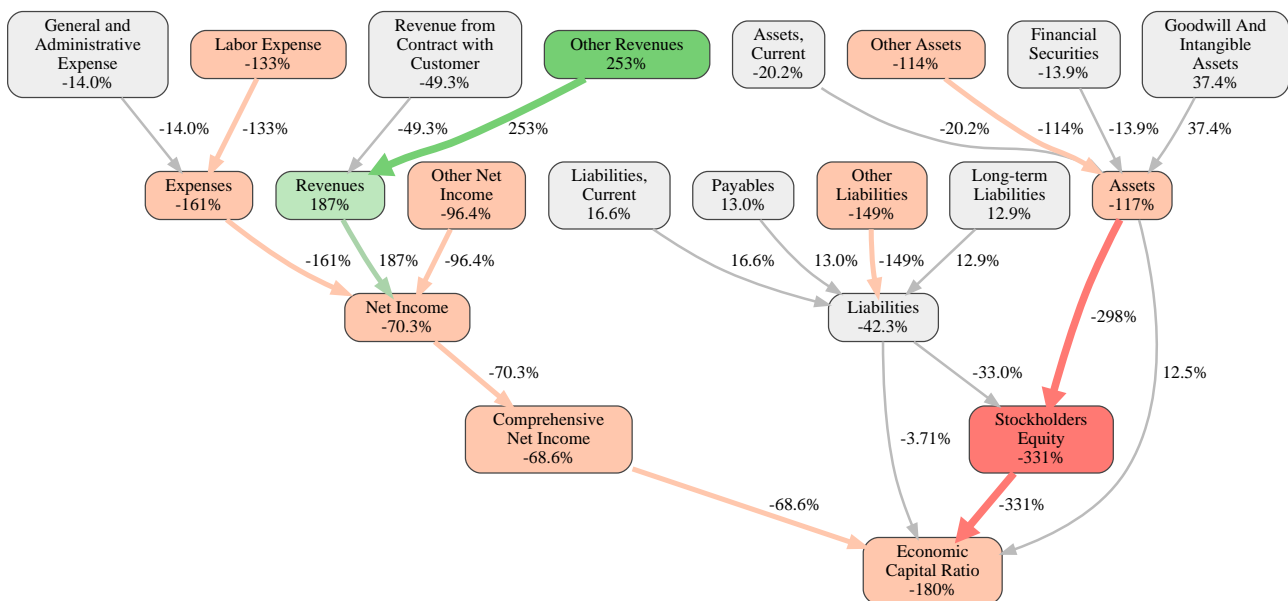 General and
Administrative
Expense
-14.0%
Labor Expense
-133%
Revenue from
Contract with
Customer
-49.3%
Other Revenues
253%
Assets,
Current
-20.2%
Other Assets
-114%
Financial
Securities
-13.9%
Goodwill And
Intangible
Assets
37.4%
-14.0%
-133%
-49.3%
253%
-20.2%
-114%
-13.9%
37.4%
Expenses
-161%
Revenues
187%
Other Net
Income
-96.4%
Liabilities,
Current
16.6%
Payables
13.0%
Other
Liabilities
-149%
Long-term
Liabilities
12.9%
Assets
-117%
-161%
187%
-96.4%
16.6%
13.0%
-149%
12.9%
Net Income
-70.3%
Liabilities
-42.3%
-298%
-70.3%
-33.0%
12.5%
Comprehensive
Net Income
-68.6%
-3.71%
Stockholders
Equity
-331%
-68.6%
-331%
Economic
Capital Ratio
-180%